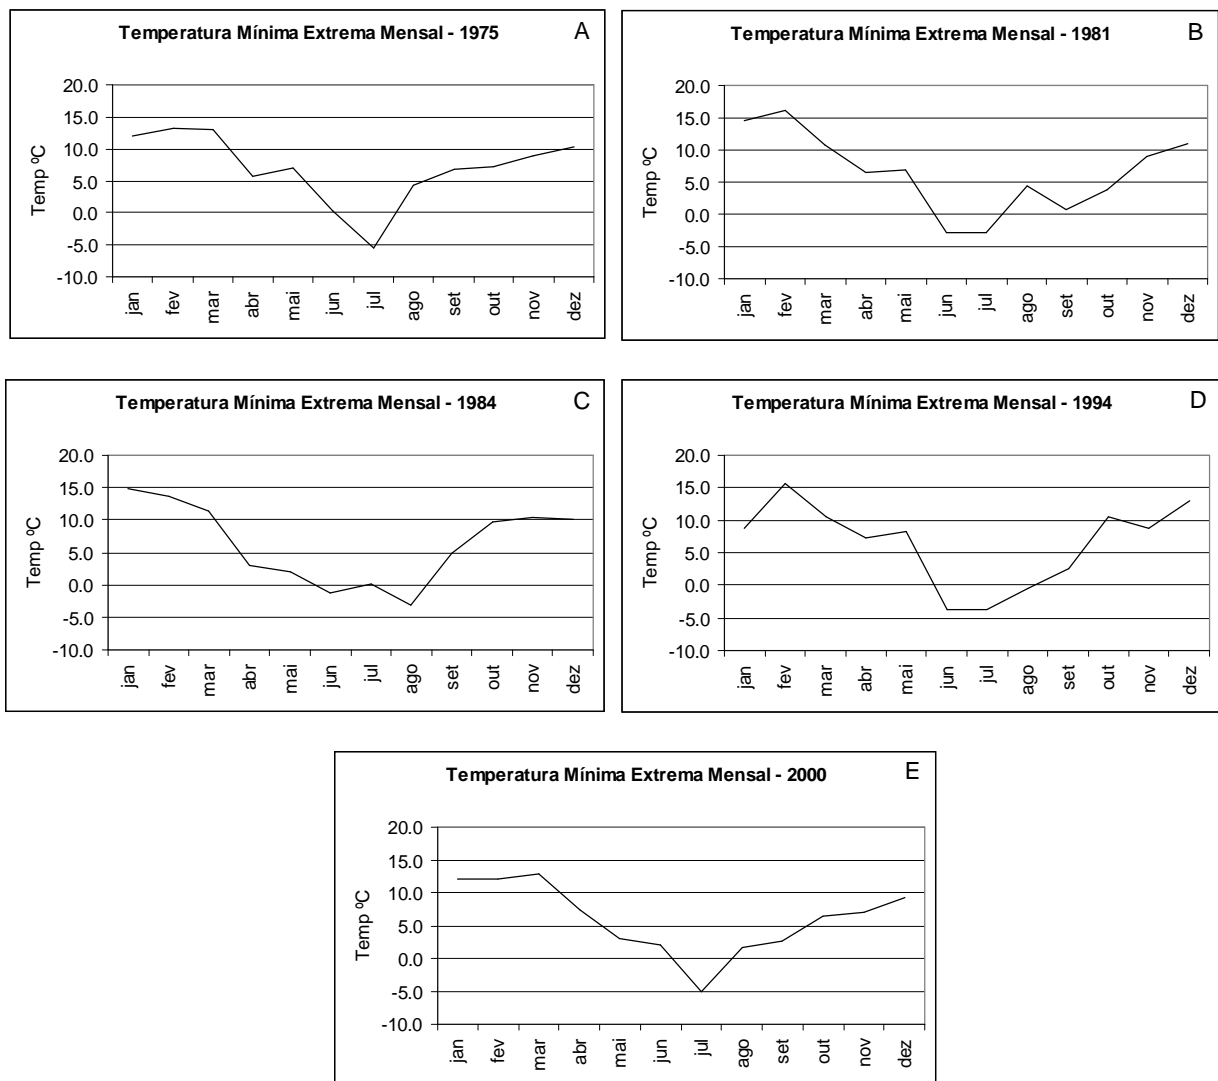 Temperatura Mínima Extrema Mensal - 1975 A
20.0
15.0
10.0
5.0
0.0
-5.0
-10.0
Temp ºC
jan fev mar abr mai jun jul ago set out nov dez
Temperatura Mínima Extrema Mensal - 1981 B
20.0
15.0
10.0
5.0
0.0
-5.0
-10.0
Temp ºC
jan fev mar abr mai jun jul ago set out nov dez
Temperatura Mínima Extrema Mensal - 1984 C
20.0
15.0
10.0
5.0
0.0
-5.0
-10.0
Temp ºC
jan fev mar abr mai jun jul ago set out nov dez
Temperatura Mínima Extrema Mensal - 1994 D
20.0
15.0
10.0
5.0
0.0
-5.0
-10.0
Temp ºC
jan fev mar abr mai jun jul ago set out nov dez
Temperatura Mínima Extrema Mensal - 2000 E
20.0
15.0
10.0
5.0
0.0
-5.0
-10.0
Temp ºC
jan fev mar abr mai jun jul ago set out nov dez